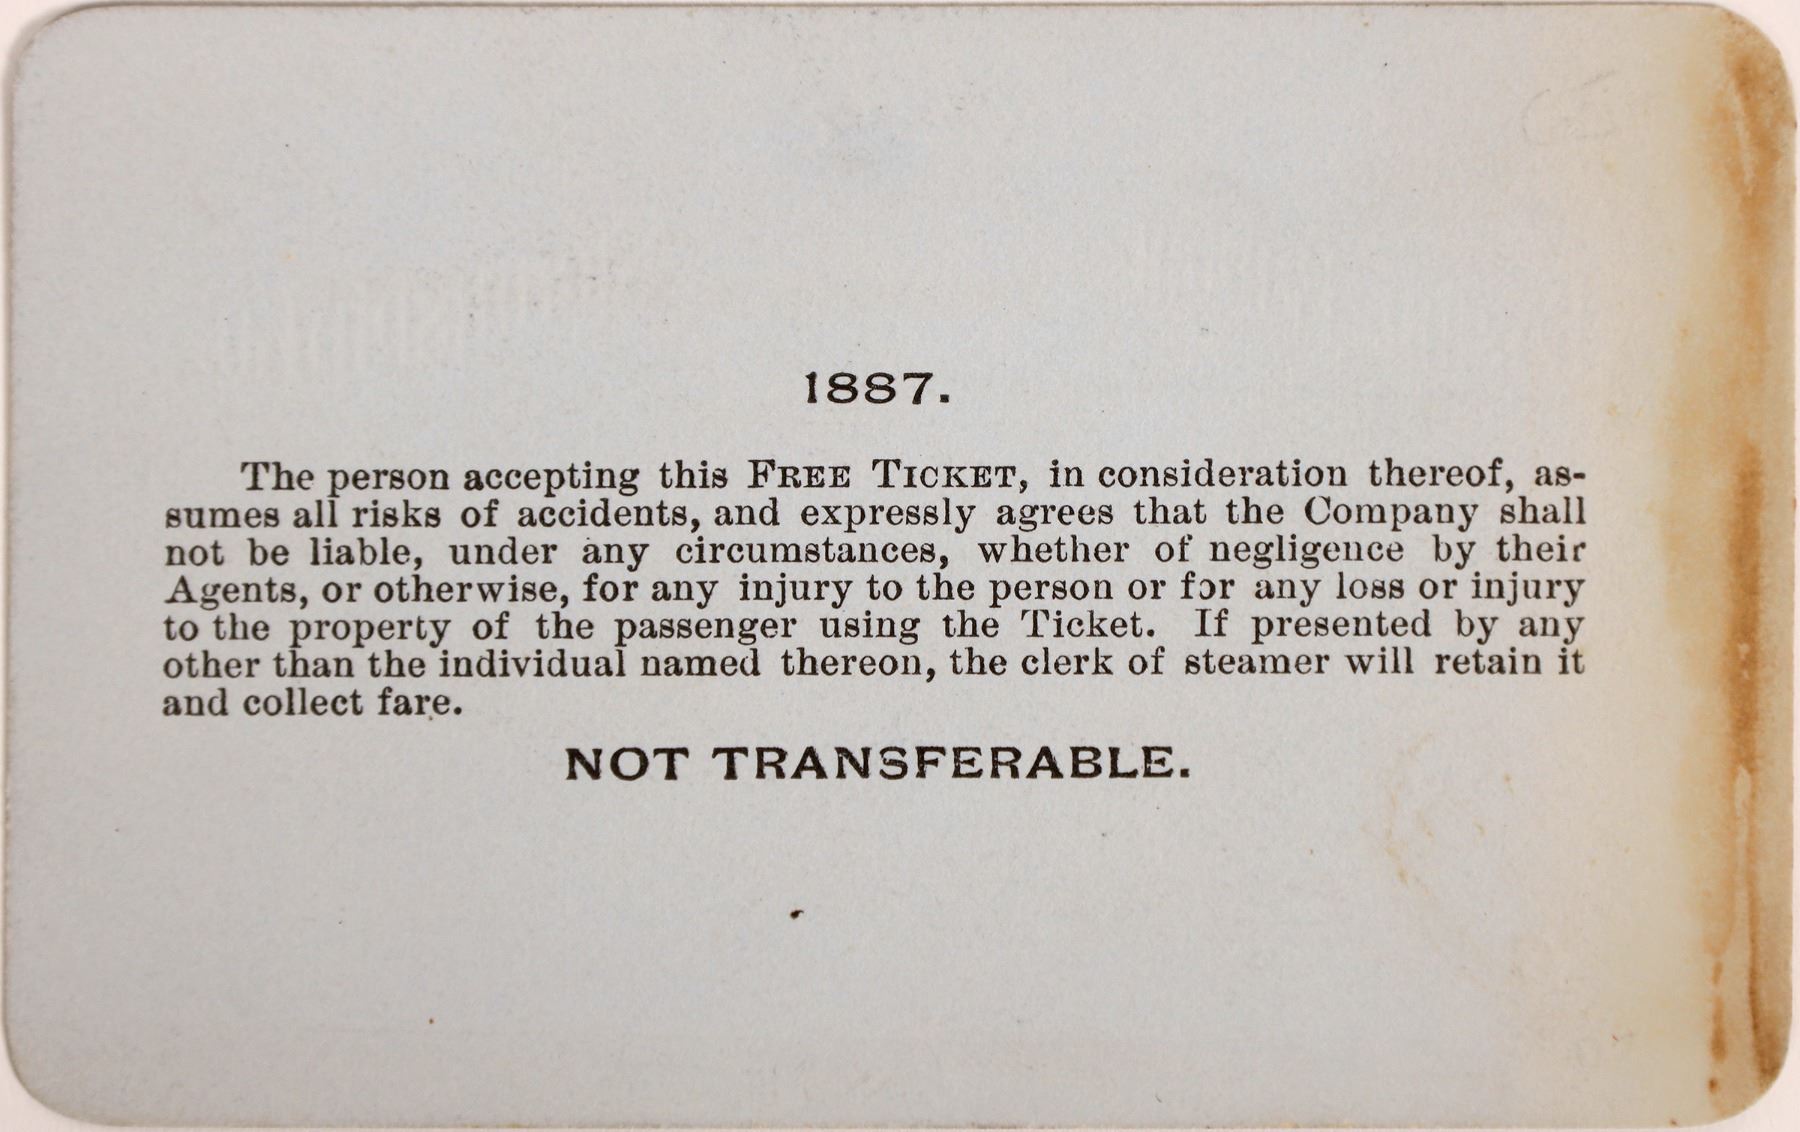 1887.
The person accepting this FREE TICKET, in consideration thereof, as-
sumes all risks of accidents, and expressly agrees that the Company shall
not be liable, under any circumstances, whether of negligence by their
Agents, or otherwise, for any injury to the person or for any loss or injury
to the property of the passenger using the Ticket. If presented by any
other than the individual named thereon, the clerk of steamer will retain it
and collect fare.
NOT TRANSFERABLE.